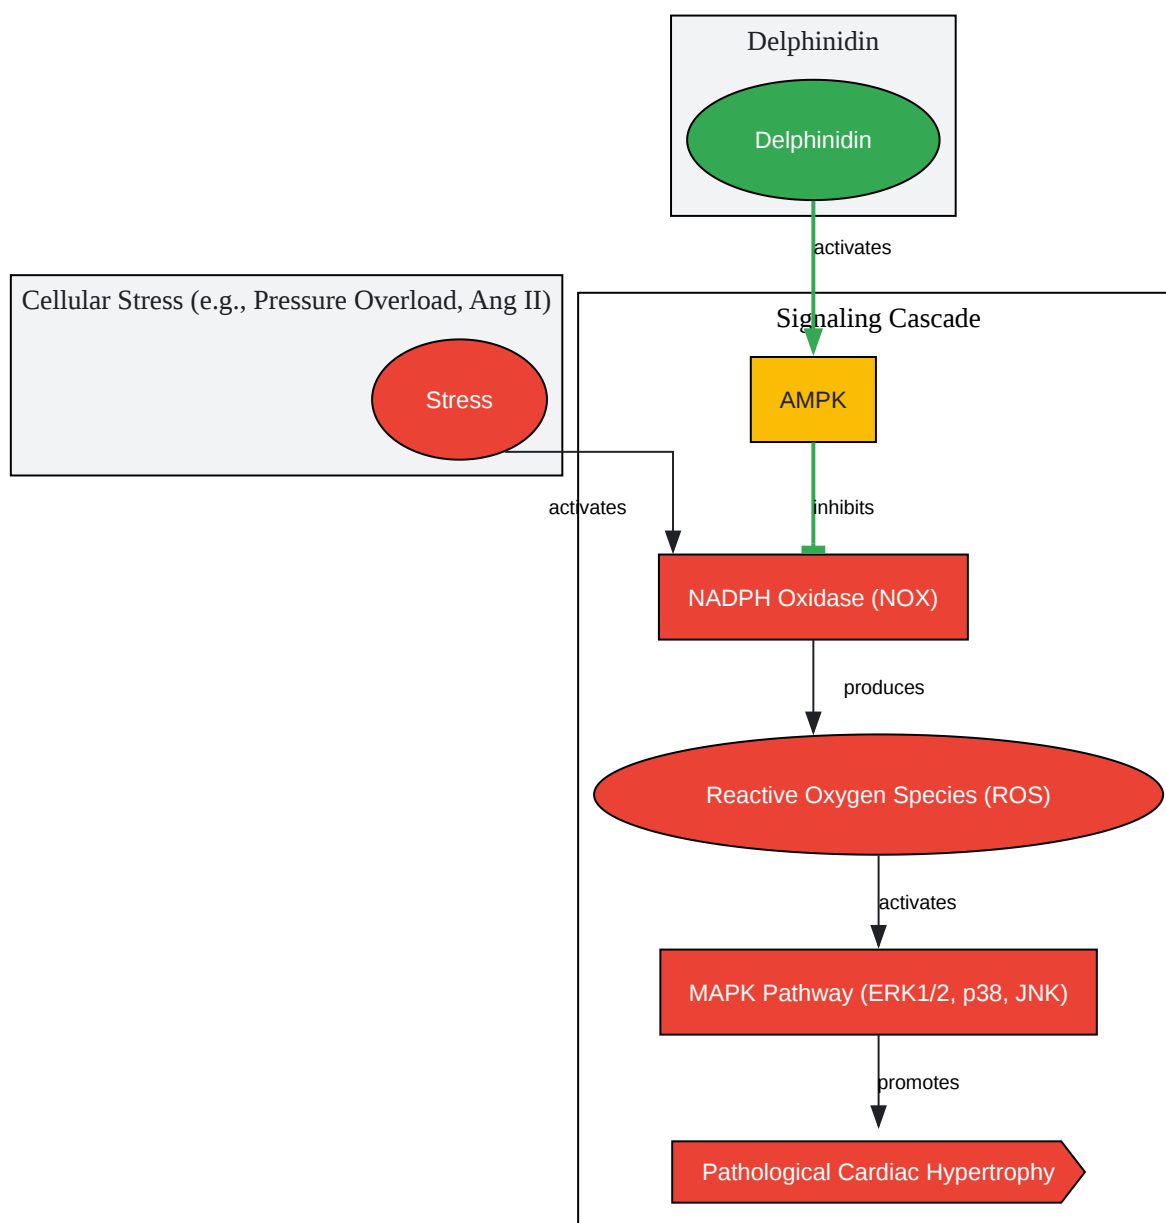 Delphinidin
Delphinidin
activates
Cellular Stress (e.g., Pressure Overload, Ang II)
Signaling Cascade
Stress
AMPK
activates
inhibits
NADPH Oxidase (NOX)
produces
Reactive Oxygen Species (ROS)
activates
MAPK Pathway (ERK1/2, p38, JNK)
promotes
Pathological Cardiac Hypertrophy